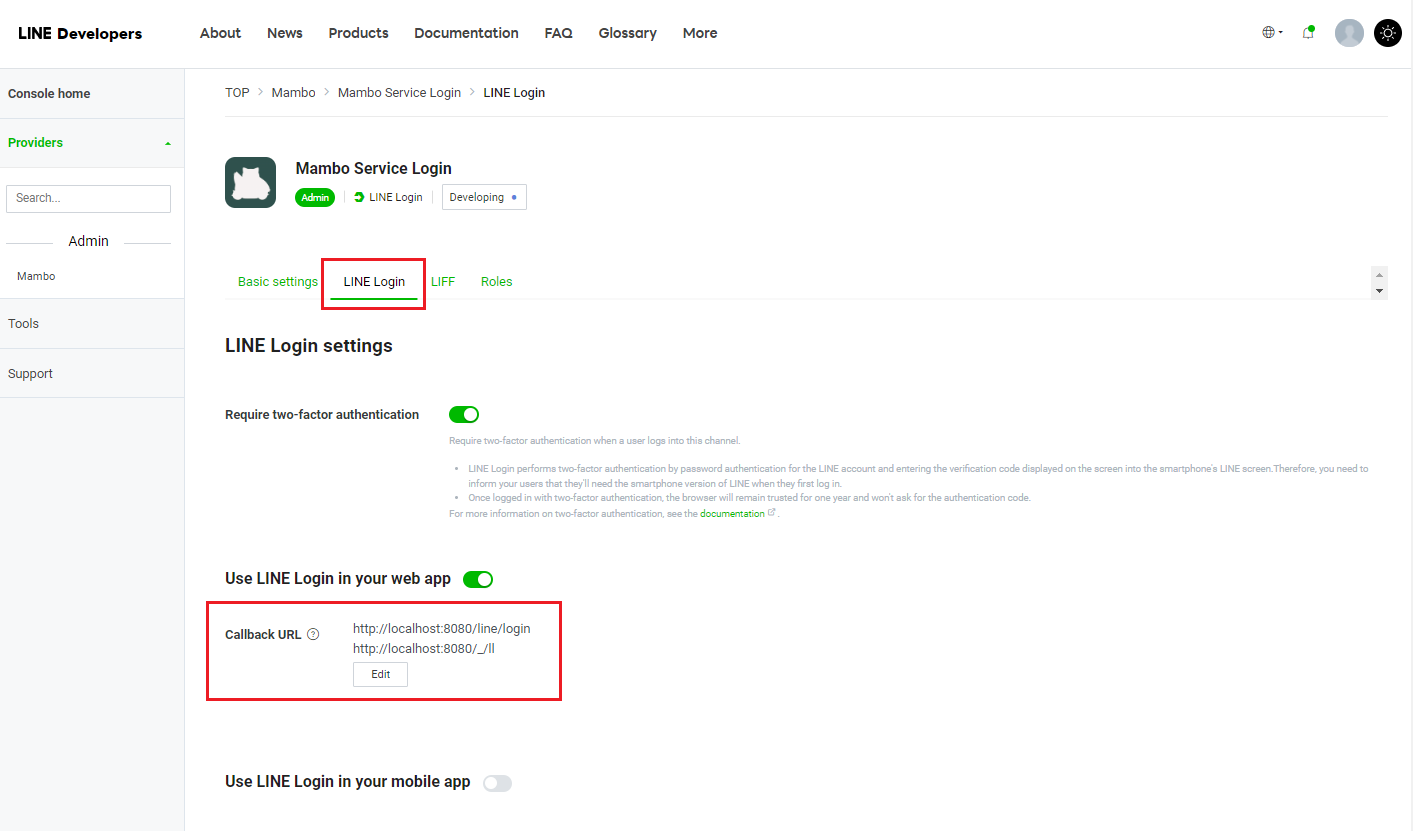 LINE Developers
About News Products Documentation FAQ Glossary More
Console home
Providers
Search...
Admin
Mambo
Tools
Support
TOP > Mambo > Mambo Service Login > LINE Login
Mambo Service Login
Admin LINE Login Developing
Basic settings LINE Login LIFF Roles
LINE Login settings
Require two-factor authentication
Require two-factor authentication when a user logs into this channel.
• LINE Login performs two-factor authentication by password authentication for the LINE account and entering the verification code displayed on the screen into the smartphone's LINE screen.Therefore, you need to
inform your users that they'll need the smartphone version of LINE when they first log in.
• Once logged in with two-factor authentication, the browser will remain trusted for one year and won't ask for the authentication code.
For more information on two-factor authentication, see the documentation .
Use LINE Login in your web app
Callback URL ?
http://localhost:8080/line/login
http://localhost:8080/_/ll
Edit
Use LINE Login in your mobile app